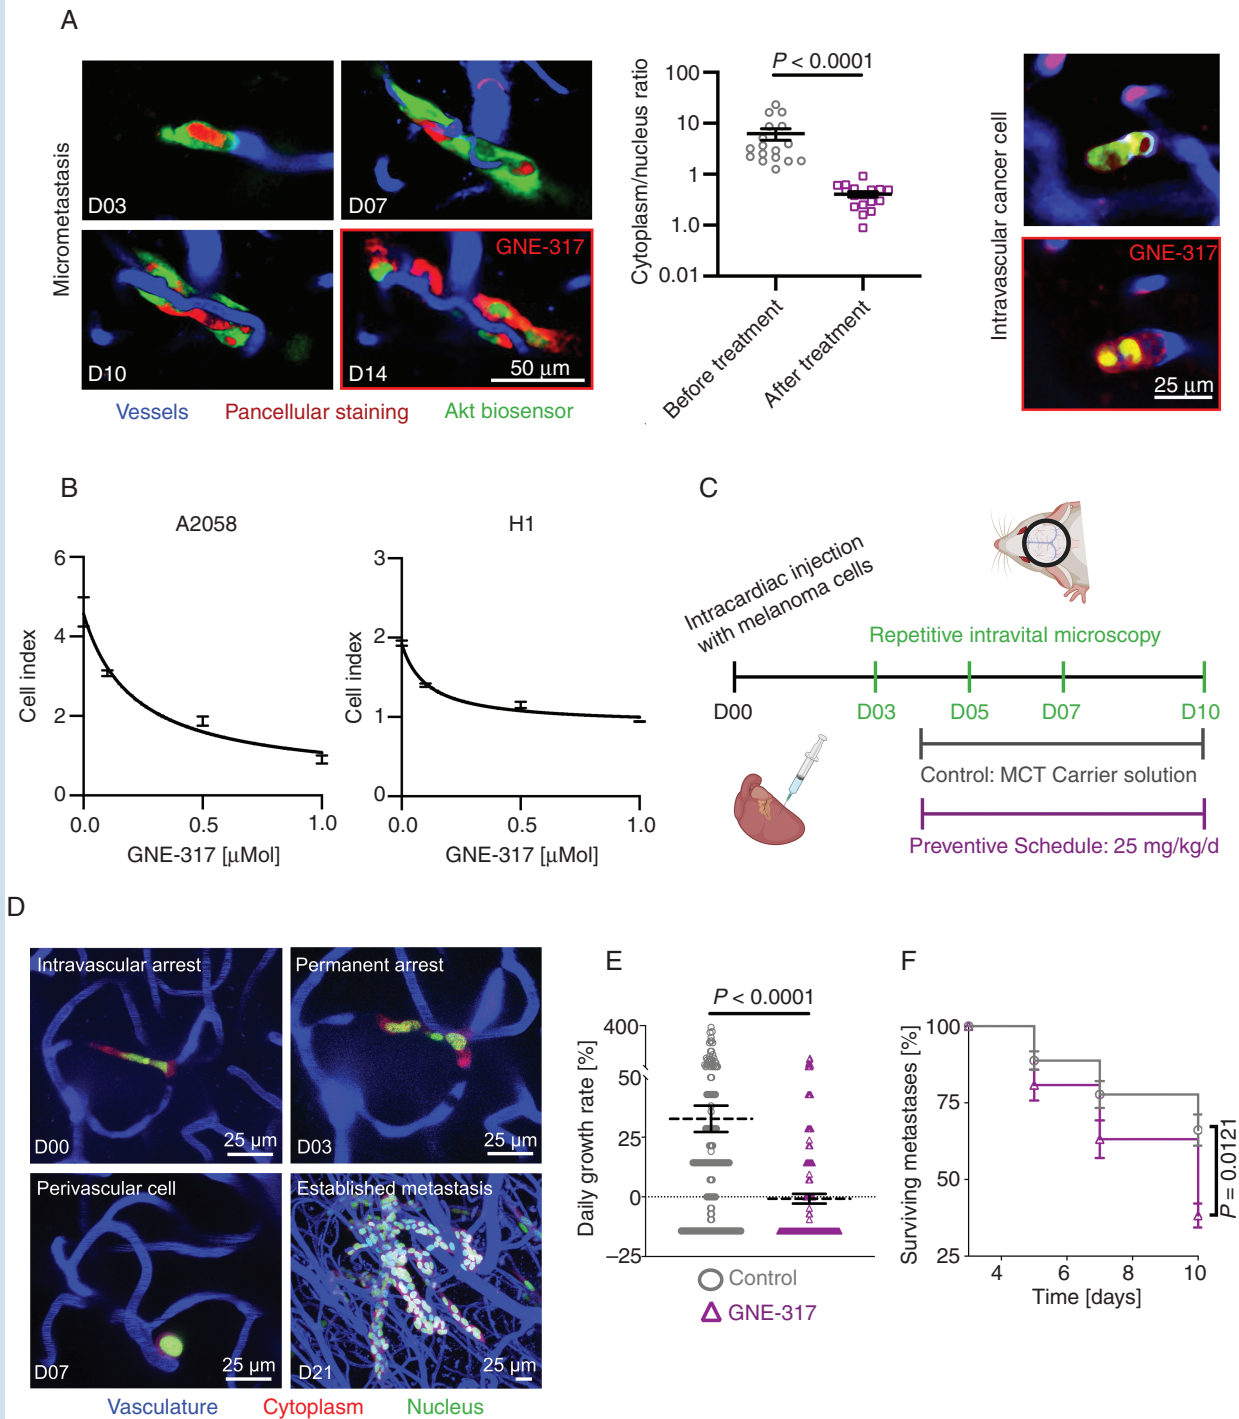 A
Micrometastasis
D03
D07
D10
GNE-317
D14
50 μm
Vessels
Pancellular staining
Akt biosensor
Cytoplasm/nucleus ratio
P < 0.0001
100
10
1
1.0
0.01
Before treatment
After treatment
Intravascular cancer cell
GNE-317
25 μm
B
A2058
Cell index
6
4
2
0
0.0
0.5
1.0
GNE-317 [μMol]
H1
Cell index
3
2
1
0
0.0
0.5
1.0
GNE-317 [μMol]
C
Intracardiac injection
with melanoma cells
Repetitive intravital microscopy
D00
D03
D05
D07
D10
Control: MCT Carrier solution
Preventive Schedule: 25 mg/kg/d
D
Intravascular arrest
D00
25 μm
Permanent arrest
D03
25 μm
Perivascular cell
D07
25 μm
Established metastasis
D21
25 μm
Vasculature
Cytoplasm
Nucleus
E
P < 0.0001
Daily growth rate [%]
400
50
25
0
−25
Control
GNE-317
F
Surviving metastases [%]
100
75
50
25
4
6
8
10
Time [days]
P = 0.0121